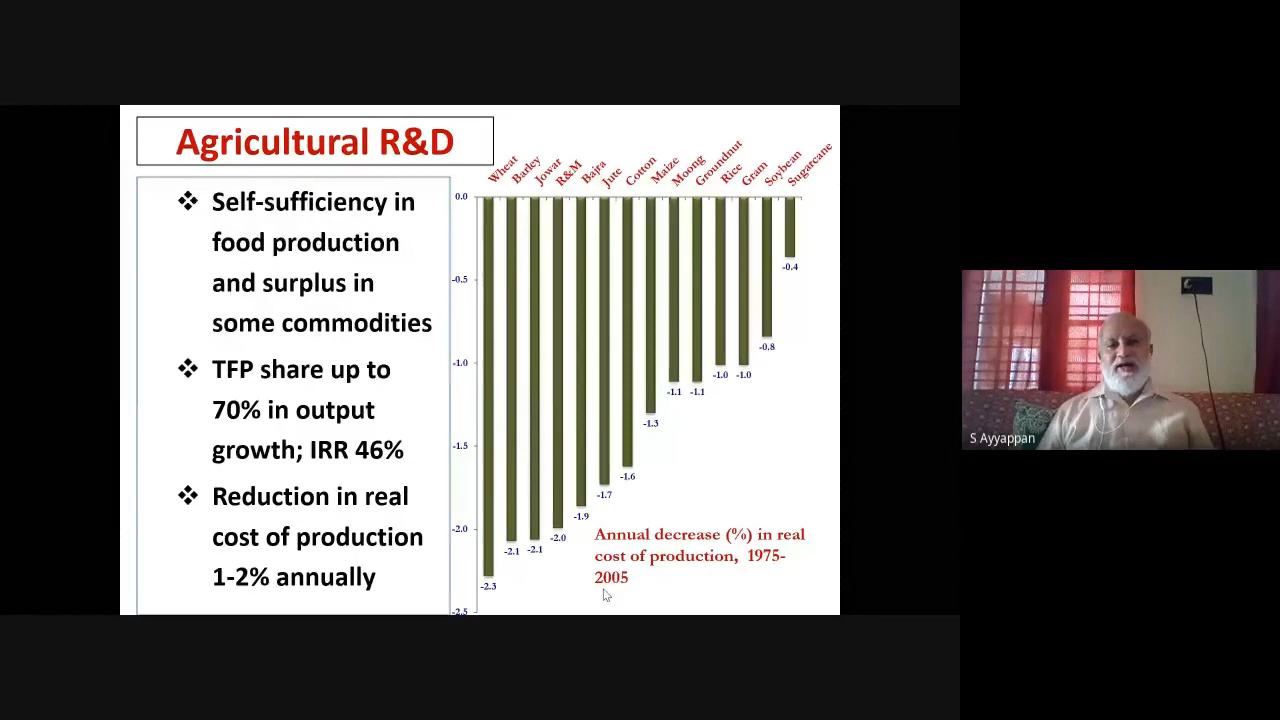 Agricultural R&D
❖ Self-sufficiency in
food production
and surplus in
some commodities
❖ TFP share up to
70% in output
growth; IRR 46%
❖ Reduction in real
cost of production
1-2% annually
Wheat
Barley
Jowar
R&M
Bajra
Jute
Cotton
Maize
Moong
Groundnut
Rice
Gram
Soybean
Sugarcane
0.0
-0.5
-1.0
-1.5
-2.0
-2.5
-2.3
-2.1
-2.1
-2.0
-1.9
-1.7
-1.6
-1.3
-1.1
-1.1
-1.0
-1.0
-0.8
-0.4
Annual decrease (%) in real
cost of production, 1975-
2005
S Ayyappan